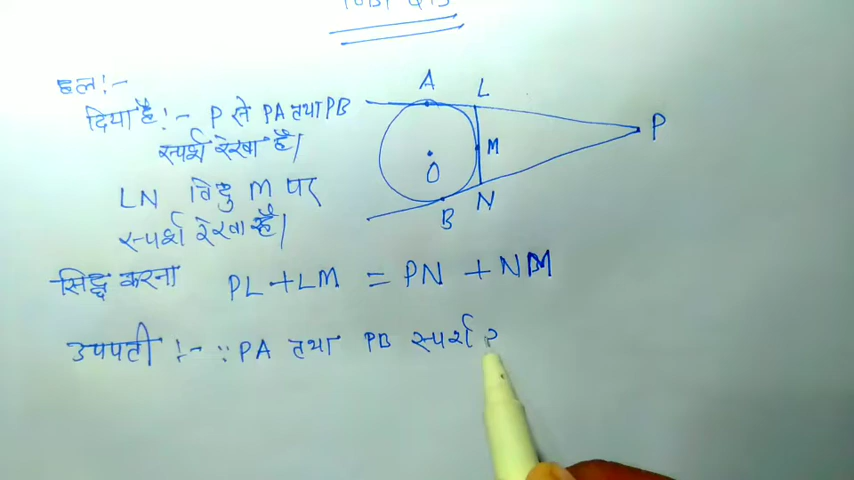 हल!-
दिया है!- P से PA तथा PB
स्पर्श रेखा है।
LN बिंदु M पर
स्पर्श रेखा है।
A
L
P
M
O
N
B
सिद्ध करना PL + LM = PN + NM
उपपती !- ∵ PA तथा PB स्पर्श